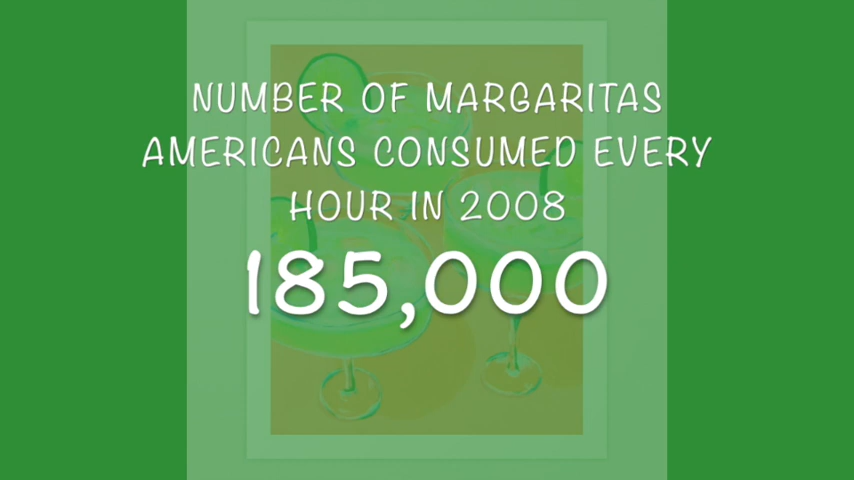 NUMBER OF MARGARITAS
AMERICANS CONSUMED EVERY
HOUR IN 2008
185,000